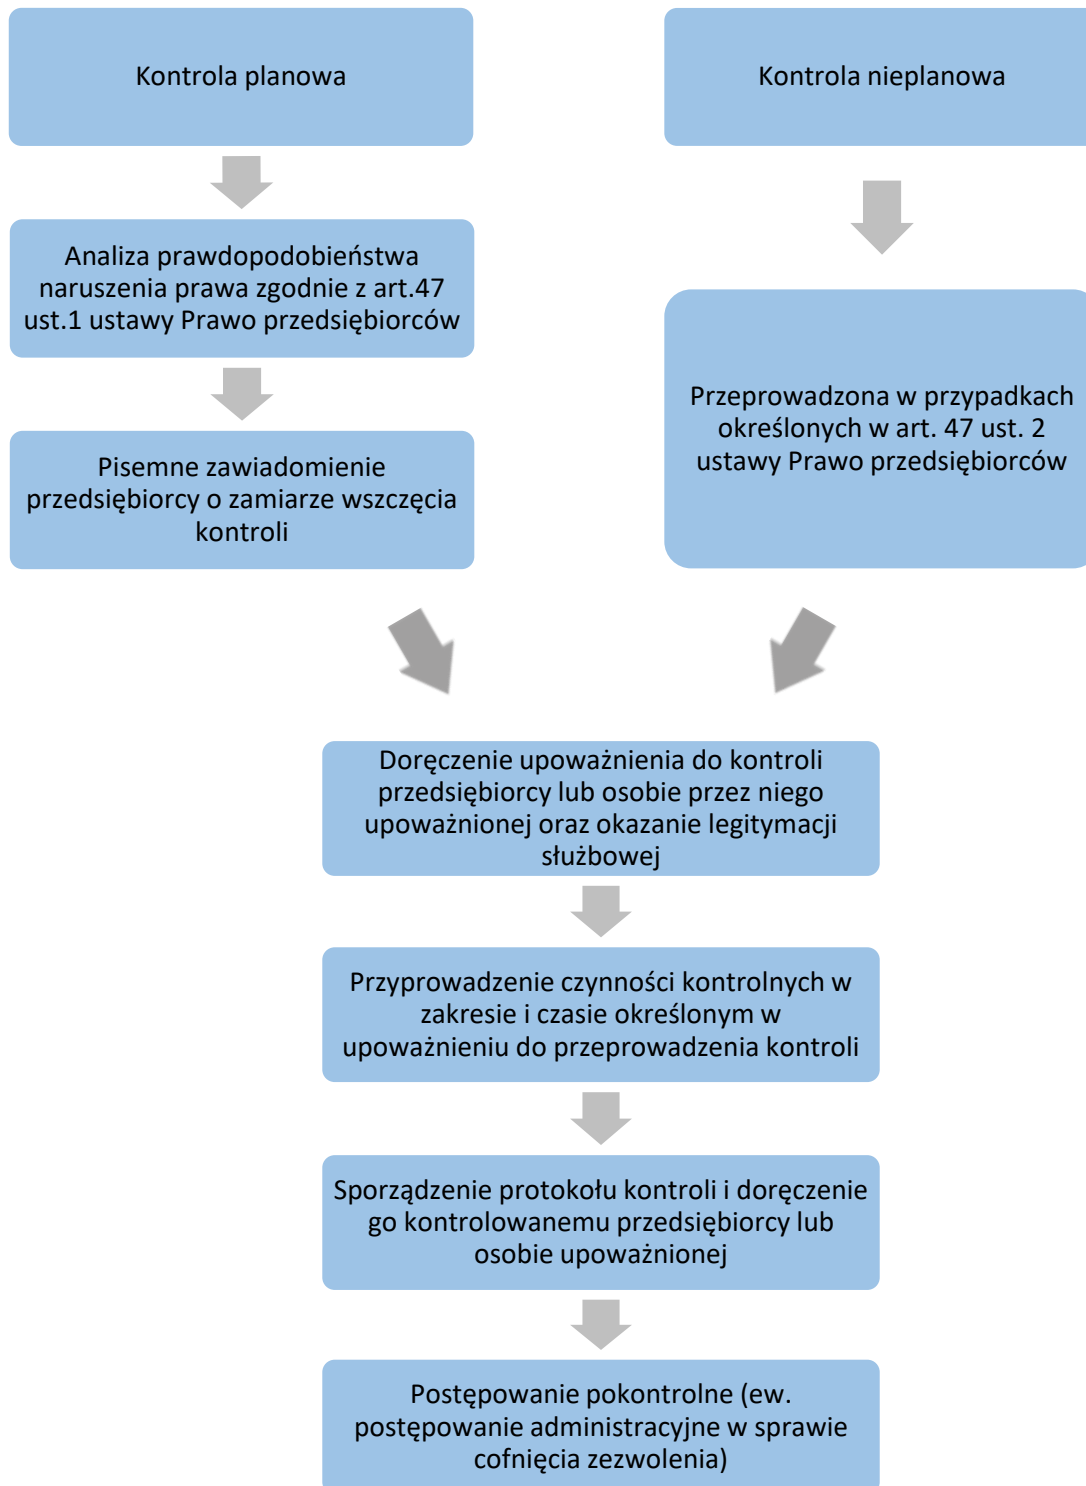 Kontrola planowa
Kontrola nieplanowa
Analiza prawdopodobieństwa
naruszenia prawa zgodnie z art.47
ust.1 ustawy Prawo przedsiębiorców
Pisemne zawiadomienie
przedsiębiorcy o zamiarze wszczęcia
kontroli
Przeprowadzona w przypadkach
określonych w art. 47 ust. 2
ustawy Prawo przedsiębiorców
Doręczenie upoważnienia do kontroli
przedsiębiorcy lub osobie przez niego
upoważnionej oraz okazanie legitymacji
służbowej
Przyprowadzenie czynności kontrolnych w
zakresie i czasie określonym w
upoważnieniu do przeprowadzenia kontroli
Sporządzenie protokołu kontroli i doręczenie
go kontrolowanemu przedsiębiorcy lub
osobie upoważnionej
Postępowanie pokontrolne (ew.
postępowanie administracyjne w sprawie
cofnięcia zezwolenia)